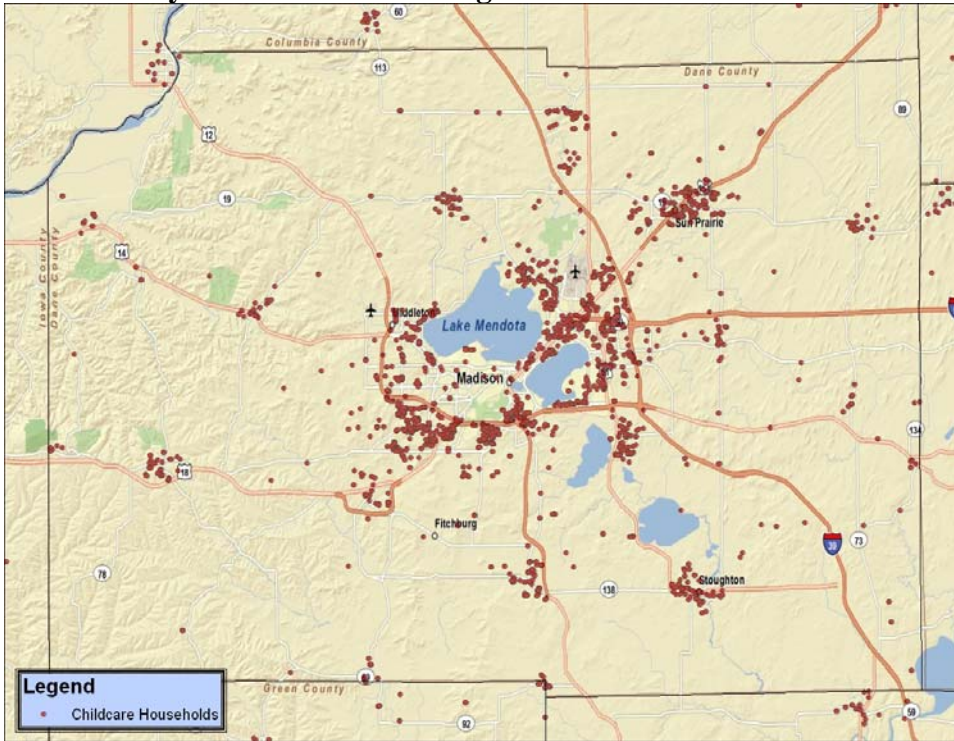 60
Columbia County
113
Dane County
89
12
19
19
Sun Prairie
14
Iowa County
Dane County
Middleton
Lake Mendota
Madison
134
18
Fitchburg
39
73
78
138
Stoughton
Green County
92
59
Legend
Childcare Households